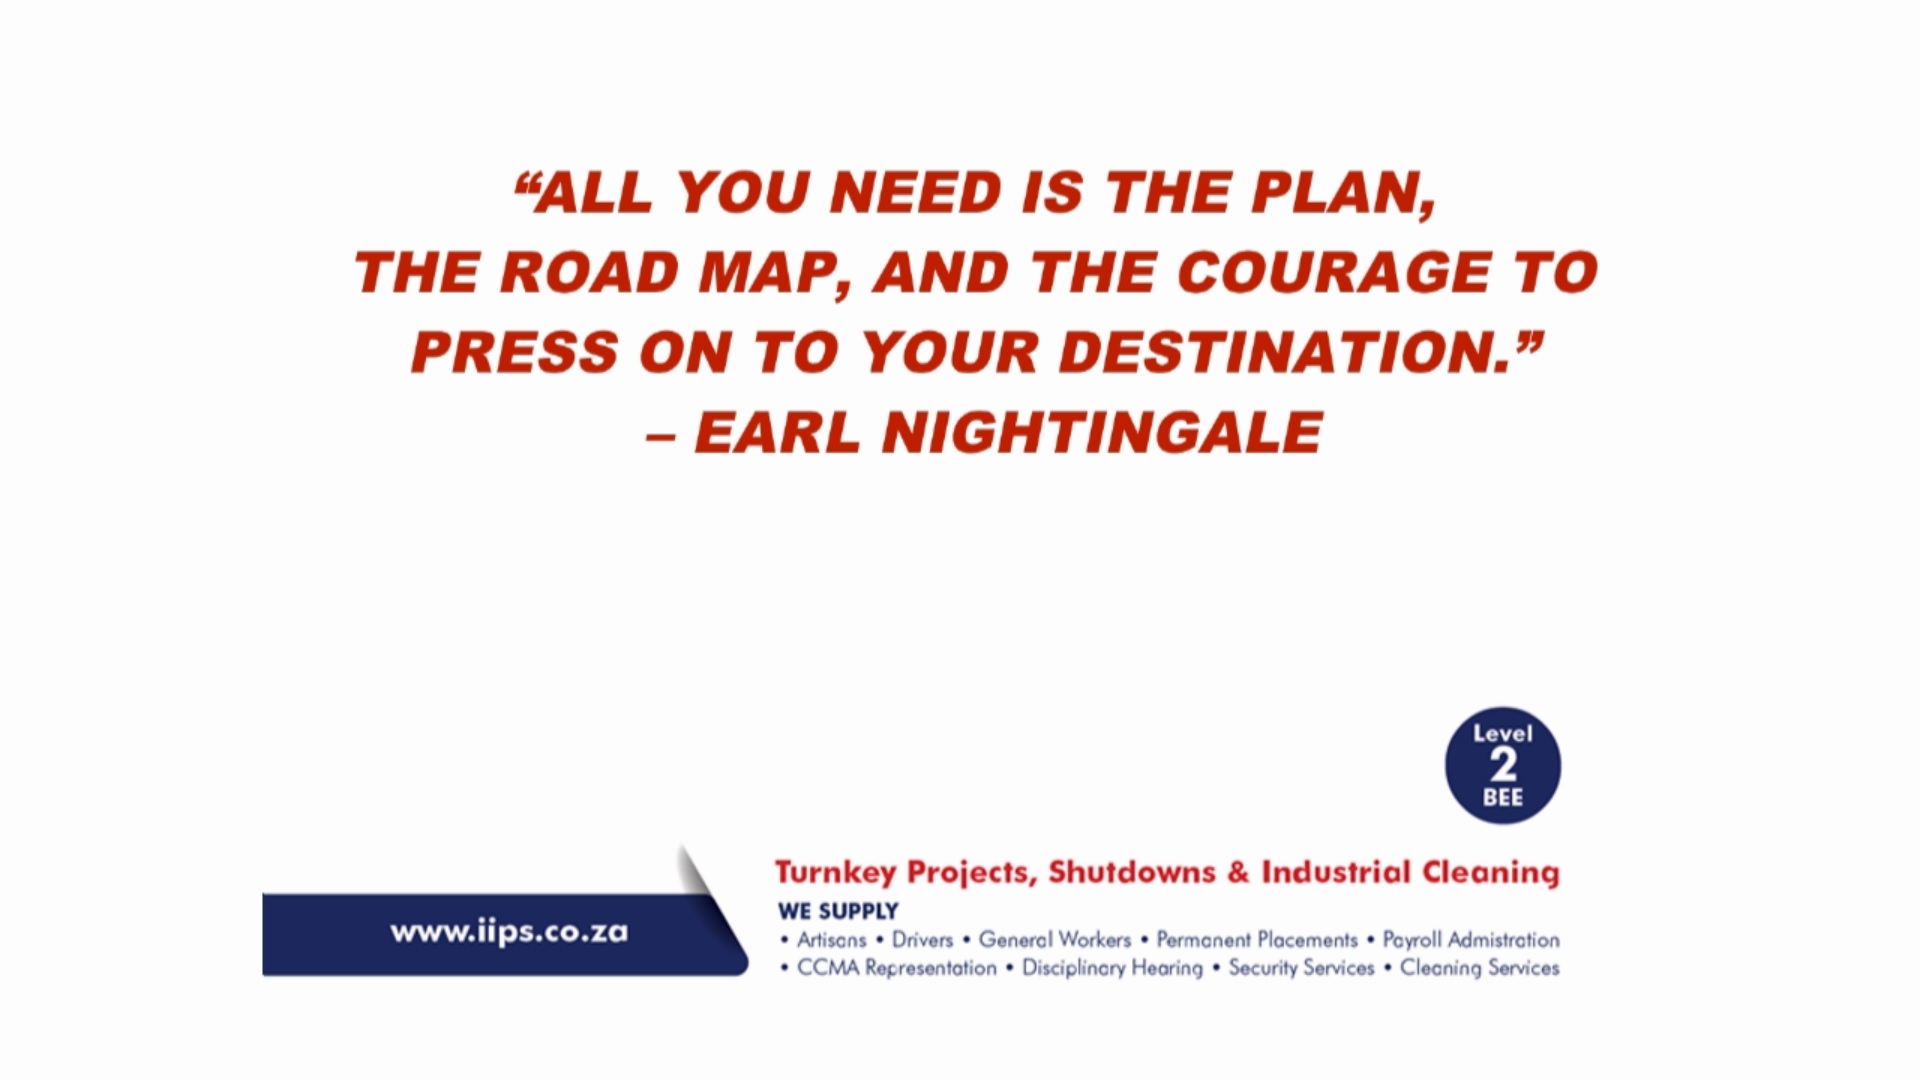 “ALL YOU NEED IS THE PLAN,
THE ROAD MAP, AND THE COURAGE TO
PRESS ON TO YOUR DESTINATION.”
– EARL NIGHTINGALE
Level
2
BEE
Turnkey Projects, Shutdowns & Industrial Cleaning
WE SUPPLY
www.iips.co.za
• Artisans • Drivers • General Workers • Permanent Placements • Payroll Admistration
• CCMA Representation • Disciplinary Hearing • Security Services • Cleaning Services